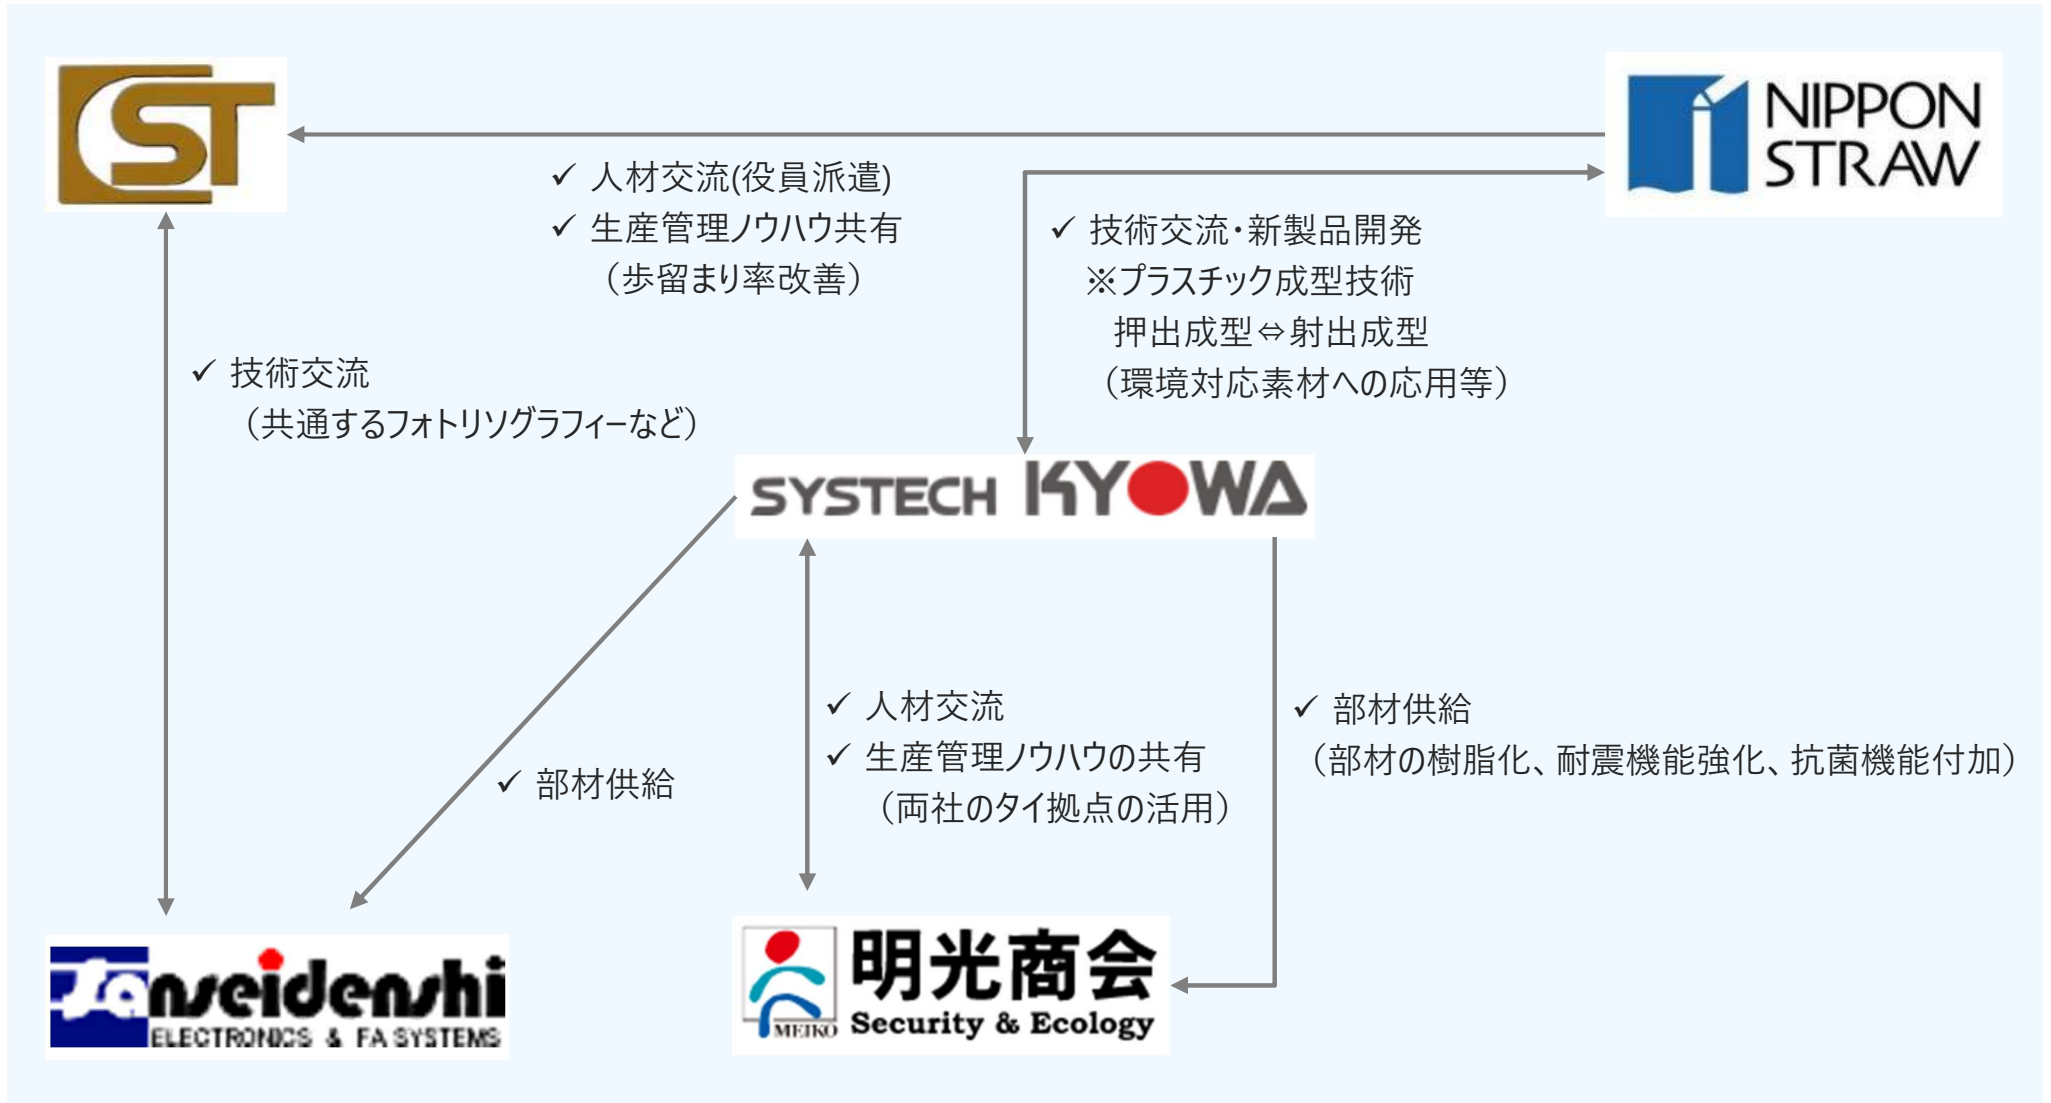 CST
NIPPON
STRAW
✓ 人材交流(役員派遣)
✓ 生産管理ノウハウ共有
（歩留まり率改善）
✓ 技術交流・新製品開発
※プラスチック成型技術
押出成型⇔射出成型
（環境対応素材への応用等）
✓ 技術交流
（共通するフォトリソグラフィーなど）
SYSTECH KYOWA
✓ 部材供給
✓ 人材交流
✓ 生産管理ノウハウの共有
（両社のタイ拠点の活用）
✓ 部材供給
（部材の樹脂化、耐震機能強化、抗菌機能付加）
Sanseidenshi
ELECTRONICS & FA SYSTEMS
MEIKO
明光商会
Security & Ecology